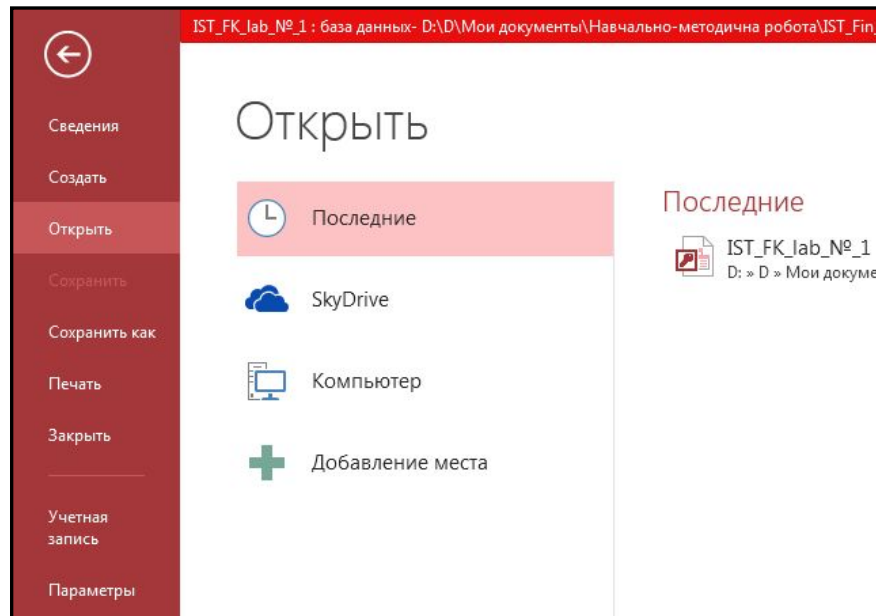 IST_FK_lab_№_1 : база данных- D:\D\Мои документы\Навчально-методична робота\IST_Fin
Сведения
Создать
Открыть
Сохранить
Сохранить как
Печать
Закрыть
Учетная
запись
Параметры
Открыть
Последние
SkyDrive
Компьютер
Добавление места
Последние
IST_FK_lab_№_1
D: » D » Мои докуме